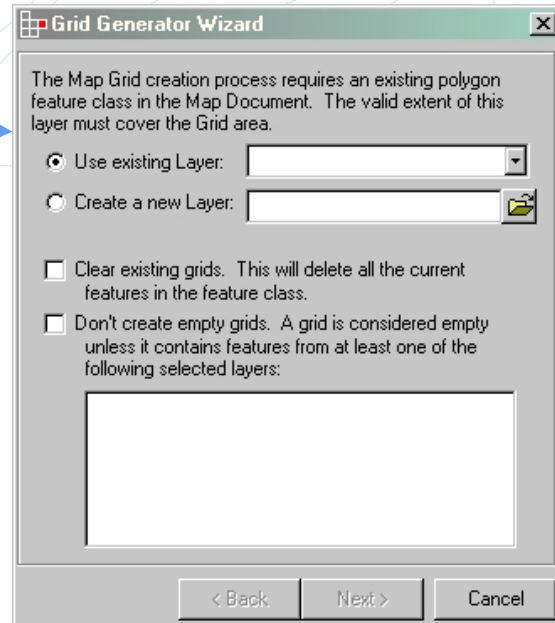 Grid Generator Wizard
The Map Grid creation process requires an existing polygon
feature class in the Map Document. The valid extent of this
layer must cover the Grid area.
Use existing Layer:
Create a new Layer:
Clear existing grids. This will delete all the current
features in the feature class.
Don't create empty grids. A grid is considered empty
unless it contains features from at least one of the
following selected layers:
< Back Next > Cancel